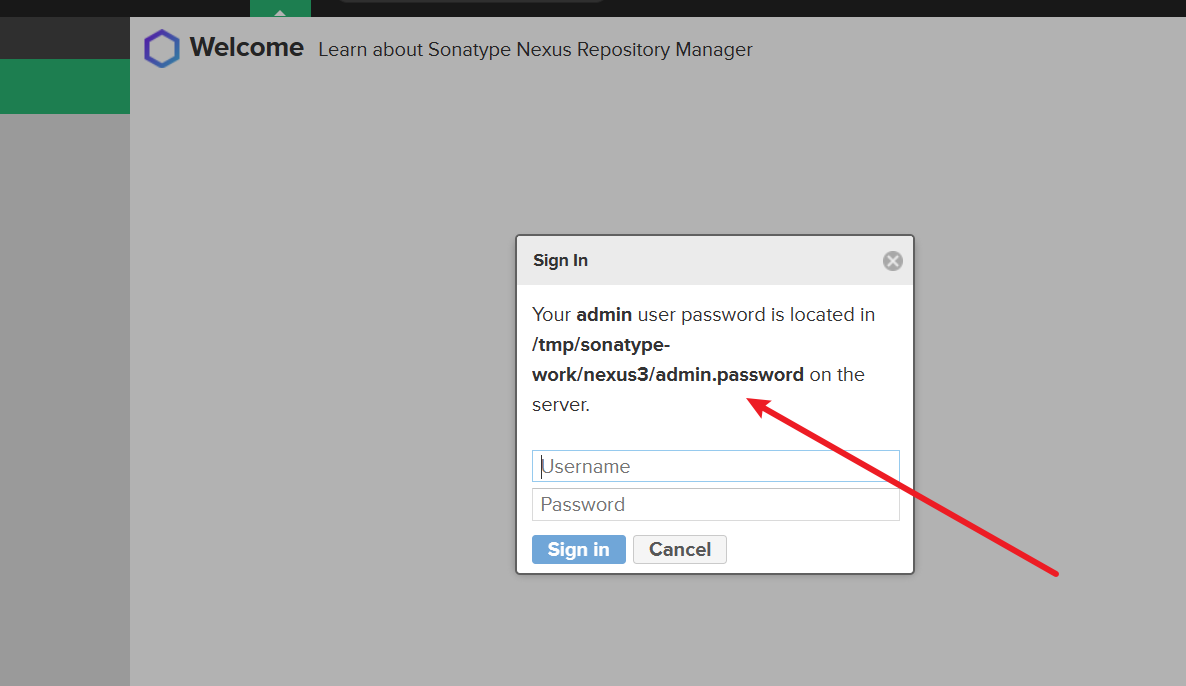 Welcome Learn about Sonatype Nexus Repository Manager
Sign In
Your admin user password is located in
/tmp/sonatype-
work/nexus3/admin.password on the
server.
Username
Password
Sign in Cancel